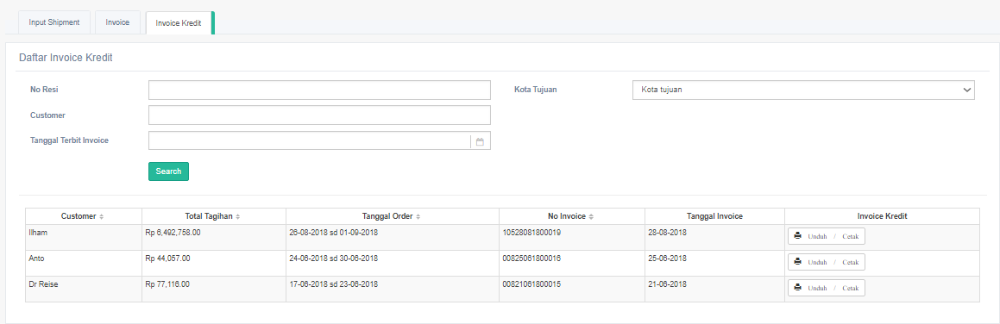 Input Shipment Invoice Invoice Kredit
Daftar Invoice Kredit
No Resi Kota Tujuan Kota tujuan
Customer
Tanggal Terbit Invoice
Search
Customer Total Tagihan Tanggal Order No Invoice Tanggal Invoice Invoice Kredit
Ilham Rp 6,492,758.00 26-08-2018 sd 01-09-2018 10528081800019 28-08-2018 Unduh / Cetak
Anto Rp 44,057.00 24-06-2018 sd 30-06-2018 00825061800016 25-06-2018 Unduh / Cetak
Dr Reise Rp 77,116.00 17-06-2018 sd 23-06-2018 00821061800015 21-06-2018 Unduh / Cetak